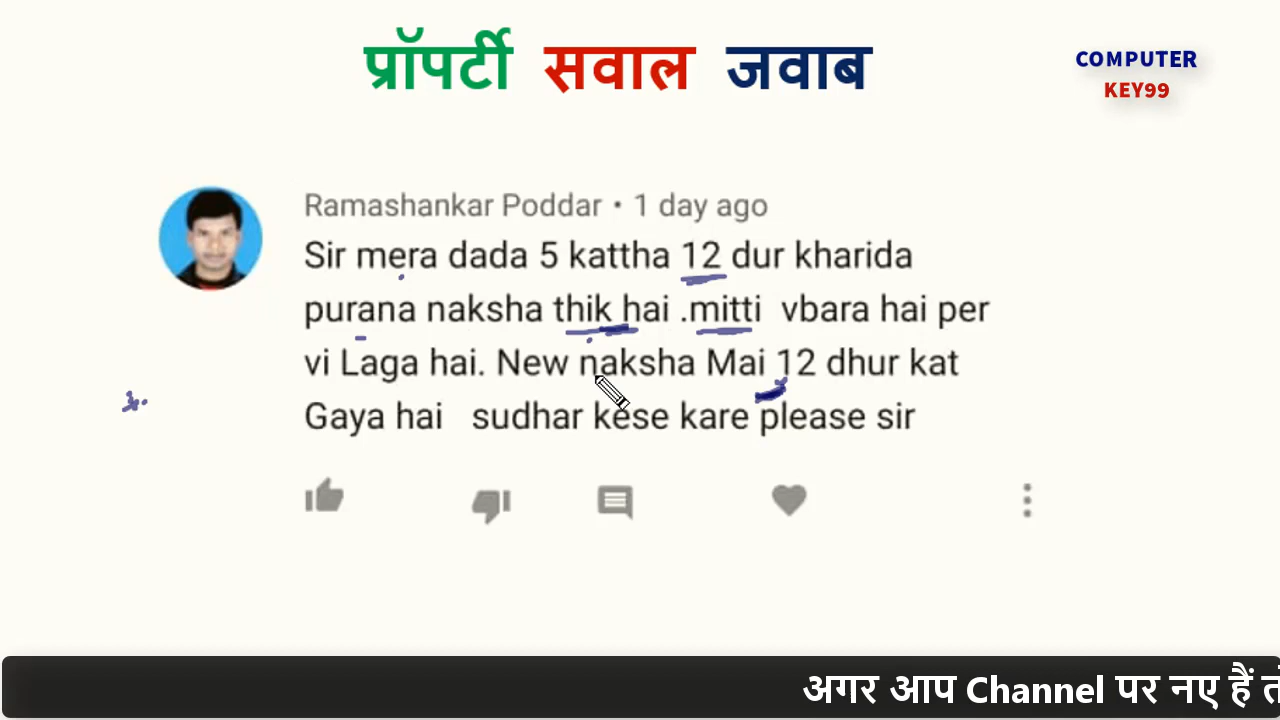 प्रॉपर्टी सवाल जवाब
COMPUTER
KEY99
Ramashankar Poddar • 1 day ago
Sir mera dada 5 kattha 12 dur kharida
purana naksha thik hai .mitti vbara hai per
vi Laga hai. New naksha Mai 12 dhur kat
Gaya hai sudhar kese kare please sir
अगर आप Channel पर नए हैं